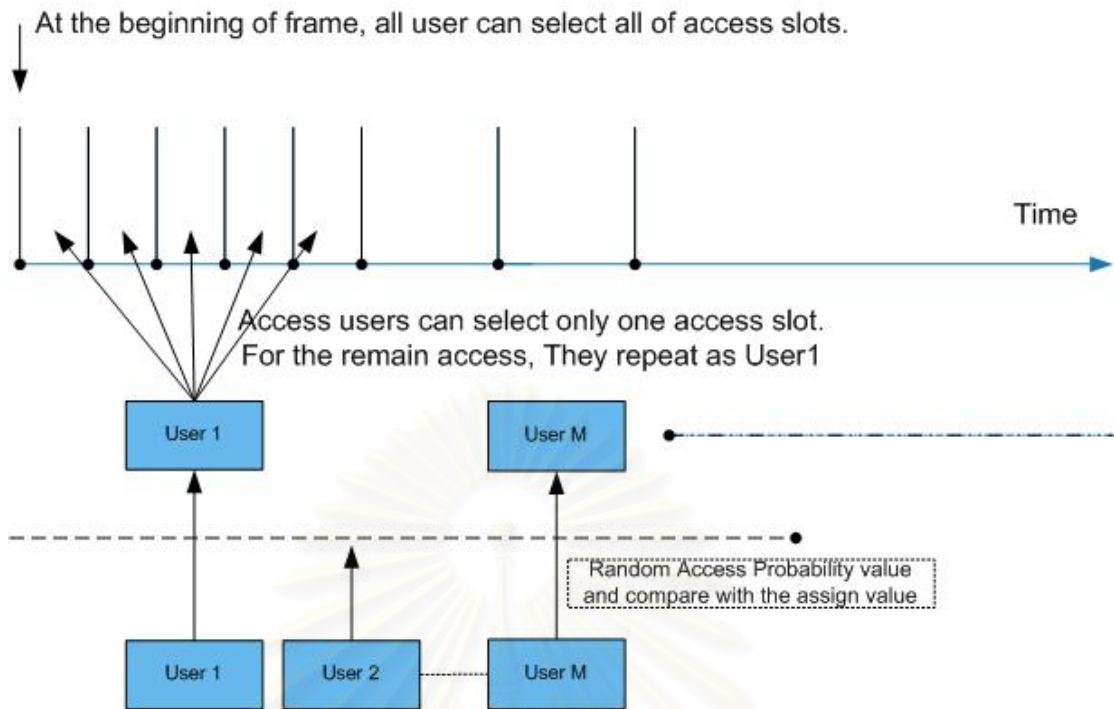 At the beginning of frame, all user can select all of access slots.
Time
Access users can select only one access slot.
For the remain access, They repeat as User1
User 1
User M
Random Access Probability value
and compare with the assign value
User 1
User 2
User M